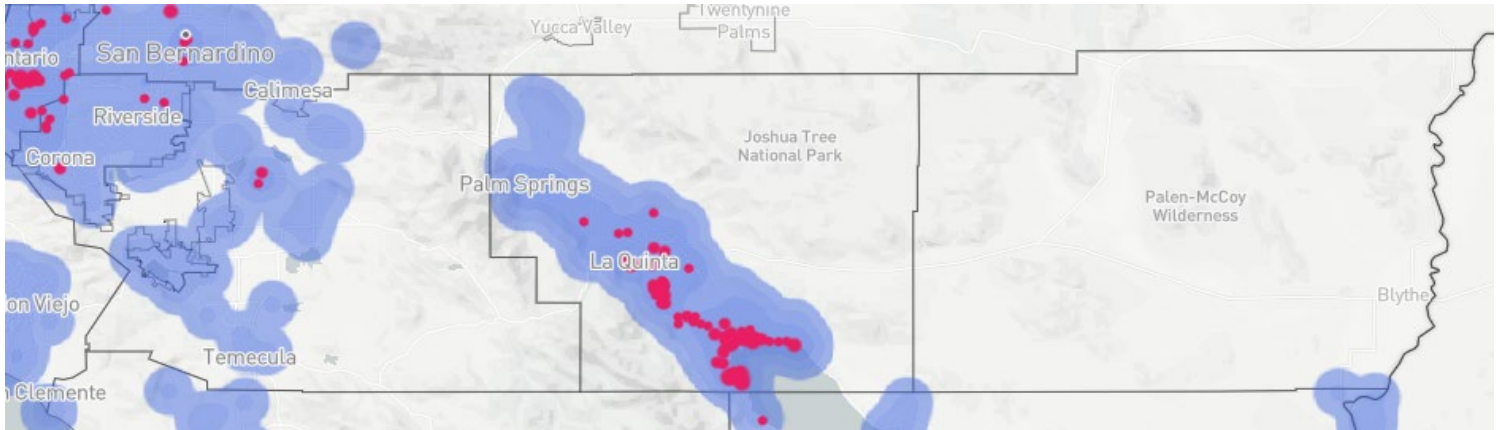 Twentynine
Palms
Yucca Valley
San Bernardino
ntario
Calimesa
Riverside
Joshua Tree
National Park
Corona
Palm Springs
Palen-McCoy
Wilderness
La Quinta
on Viejo
Blythe
Temecula
n Clemente